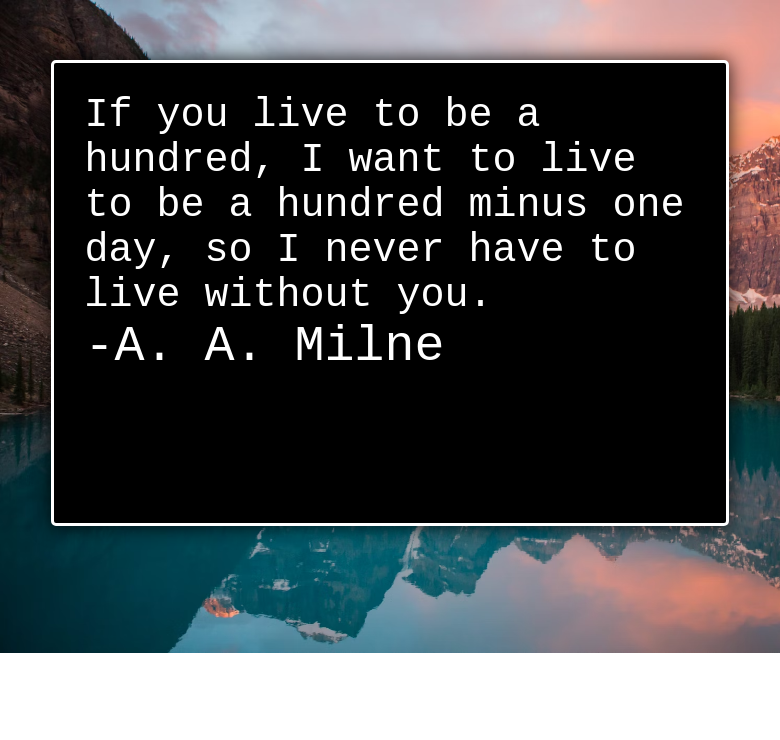 If you live to be a
hundred, I want to live
to be a hundred minus one
day, so I never have to
live without you.
-A. A. Milne